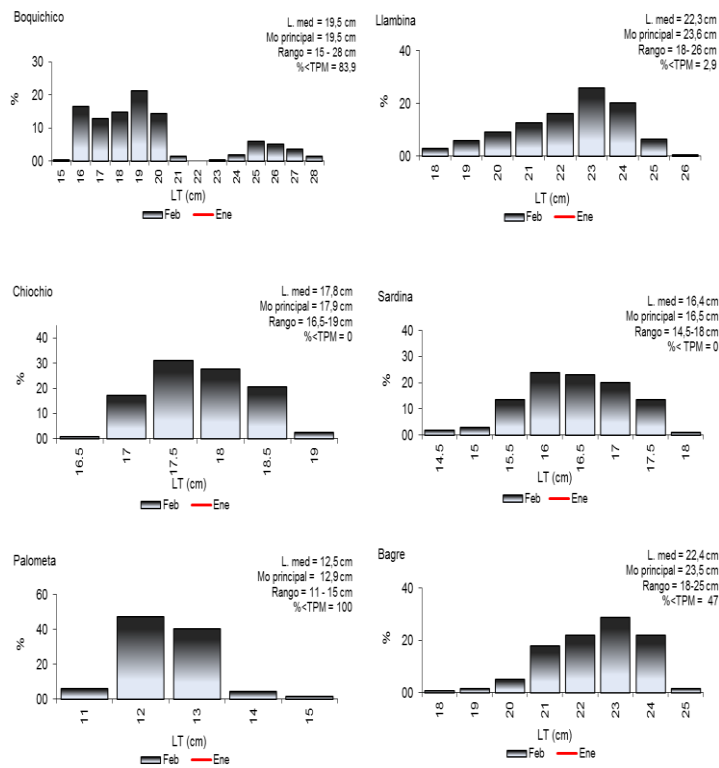 Boquichico
L. med = 19,5 cm
Mo principal = 19,5 cm
Rango = 15 - 28 cm
%<TPM = 83,9
30
20
10
00
%
15 16 17 18 19 20 21 22 23 24 25 26 27 28
LT (cm)
Feb Ene
Llambina
L. med = 22,3 cm
Mo principal = 23,6 cm
Rango = 18- 26 cm
%<TPM = 2,9
40
20
00
%
18 19 20 21 22 23 24 25 26
LT (cm)
Feb Ene
Chiochio
L. med = 17,8 cm
Mo principal = 17,9 cm
Rango = 16,5-19 cm
%<TPM = 0
40
30
20
10
00
%
16.5 17 17.5 18 18.5 19
LT (cm)
Feb Ene
Sardina
L. med = 16,4 cm
Mo principal = 16,5 cm
Rango = 14,5-18 cm
%< TPM = 0
40
30
20
10
00
%
14.5 15 15.5 16 16.5 17 17.5 18
LT (cm)
Feb Ene
Palometa
L. med = 12,5 cm
Mo principal = 12,9 cm
Rango = 11 - 15 cm
%<TPM = 100
60
40
20
00
%
11 12 13 14 15
LT (cm)
Feb Ene
Bagre
L. med = 22,4 cm
Mo principal = 23,5 cm
Rango = 18-25 cm
%<TPM = 47
40
20
00
%
18 19 20 21 22 23 24 25
LT (cm)
Feb Ene